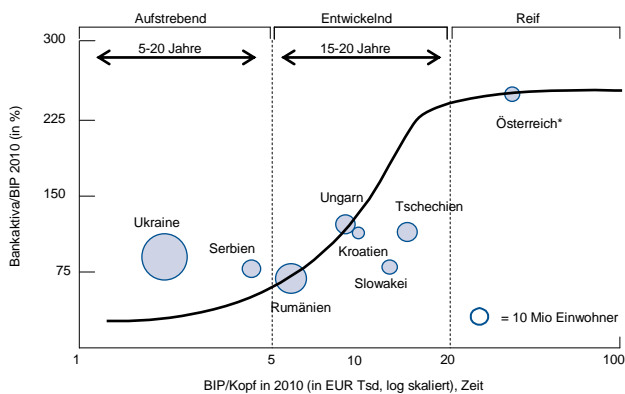 Aufstrebend
Entwickelnd
Reif
5-20 Jahre
15-20 Jahre
Bankaktiva/BIP 2010 (in %)
300
225
150
75
Österreich*
Ungarn
Tschechien
Ukraine
Serbien
Kroatien
Slowakei
Rumänien
= 10 Mio Einwohner
1
5
10
20
100
BIP/Kopf in 2010 (in EUR Tsd, log skaliert), Zeit